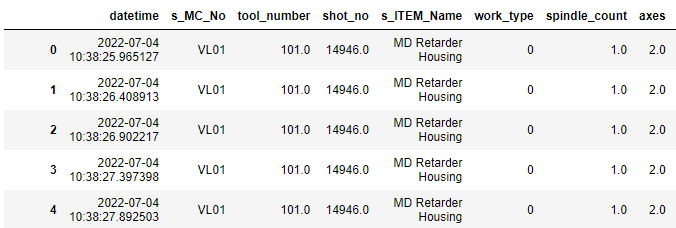 datetime s_MC_No tool_number shot_no s_ITEM_Name work_type spindle_count axes
0 2022-07-04 10:38:25.965127 VL01 101.0 14946.0 MD Retarder Housing 0 1.0 2.0
1 2022-07-04 10:38:26.408913 VL01 101.0 14946.0 MD Retarder Housing 0 1.0 2.0
2 2022-07-04 10:38:26.902217 VL01 101.0 14946.0 MD Retarder Housing 0 1.0 2.0
3 2022-07-04 10:38:27.397398 VL01 101.0 14946.0 MD Retarder Housing 0 1.0 2.0
4 2022-07-04 10:38:27.892503 VL01 101.0 14946.0 MD Retarder Housing 0 1.0 2.0